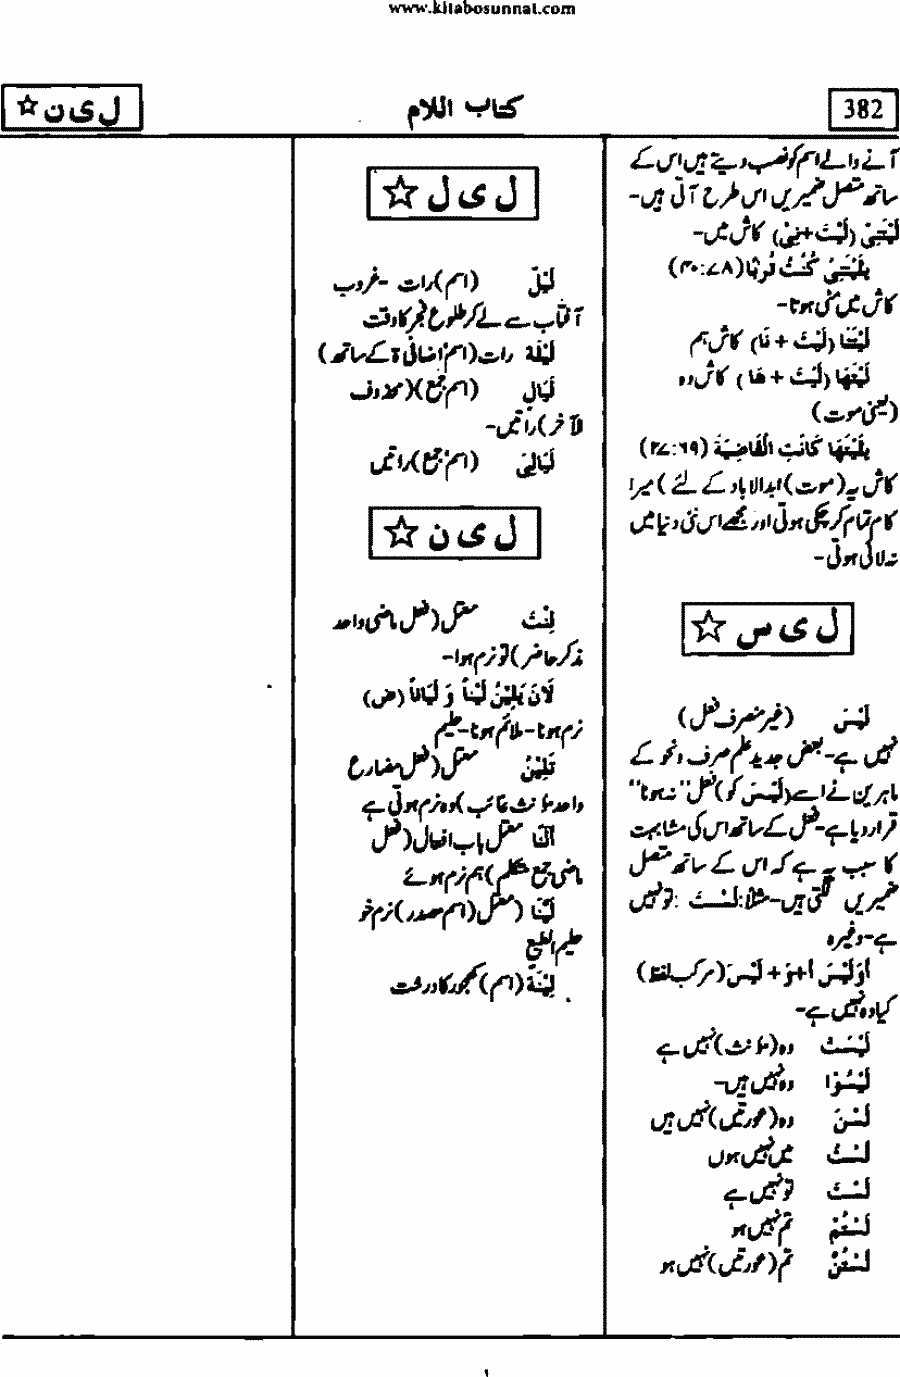 www.kitabosunnat.com
382
کتاب اللام
ل ی ن ☆
آنے والے اسم کو نصب دیتے ہیں اس کے
ساتھ متصل ضمیریں اس طرح آتی ہیں-
لَیْتَنِیْ (لَیْتَ+نِیْ) کاش میں-
یٰلَیْتَنِیْ کُنْتُ تُرٰبًا (۴۰:۷۸)
کاش میں مٹی ہوتا-
لَیْتَنَا (لَیْتَ + نَا) کاش ہم
لَیْتَهَا (لَیْتَ + هَا) کاش وہ
(یعنی موت)
یٰلَیْتَهَا کَانَتِ الْقَاضِیَةَ (۲۷:۶۹)
کاش یہ (موت) ابدالاباد کے لئے) میرا
کام تمام کر چکی ہوتی اور مجھے اس نئی دنیا میں
نہ لاتی ہوتی-
ل ی س ☆
لَیْسَ (غیر منصرف فعل)
نہیں ہے- بعض جدید علم صرف و نحو کے
ماہرین نے اسے (لَیْسَ کو) فعل "نہ ہونا"
قرار دیا ہے- فعل کے ساتھ اس کی مشابہت
کا سبب یہ ہے کہ اس کے ساتھ متصل
ضمیریں لگتی ہیں- مثلاً: لَسْتَ : تو نہیں
ہے- وغیرہ
اَوَلَیْسَ اَ+وَ+ لَیْسَ (مرکب لفظ)
کیا وہ نہیں ہے-
لَیْسَتْ وہ (مؤنث) نہیں ہے
لَیْسُوْا وہ نہیں ہیں-
لَسْنَ وہ (عورتیں) نہیں ہیں
لَسْتُ میں نہیں ہوں
لَسْتَ تو نہیں ہے
لَسْتُمْ تم نہیں ہو
لَسْتُنَّ تم (عورتیں) نہیں ہو
ل ی ل ☆
لَیْلٌ (اسم) رات - غروب
آفتاب سے لے کر طلوع فجر کا وقت
لَیْلَة رات (اسم اضافی ة کے ساتھ)
لَیَالٍ (اسم جمع) (محذوف
الآخر) راتیں-
لَیَالِیَ (اسم جمع) راتیں
ل ی ن ☆
لِنْتَ معتل (فعل ماضی واحد
مذکر حاضر) تو نرم ہوا-
لَانَ یَلِیْنُ لَیْناً وَ لَیَاناً (ض)
نرم ہونا- ملائم ہونا- حلیم
تَلِیْنُ معتل (فعل مضارع
واحد مؤنث غائب) وہ نرم ہوتی ہے
اَلَنَّا معتل باب افعال (فعل
ماضی جمع متکلم) ہم نرم ہوئے
لَیِّنًا (معتل (اسم مصدر) نرم خو
حلیم الطبع
لِیْنَةٍ (اسم) کھجور کا درخت